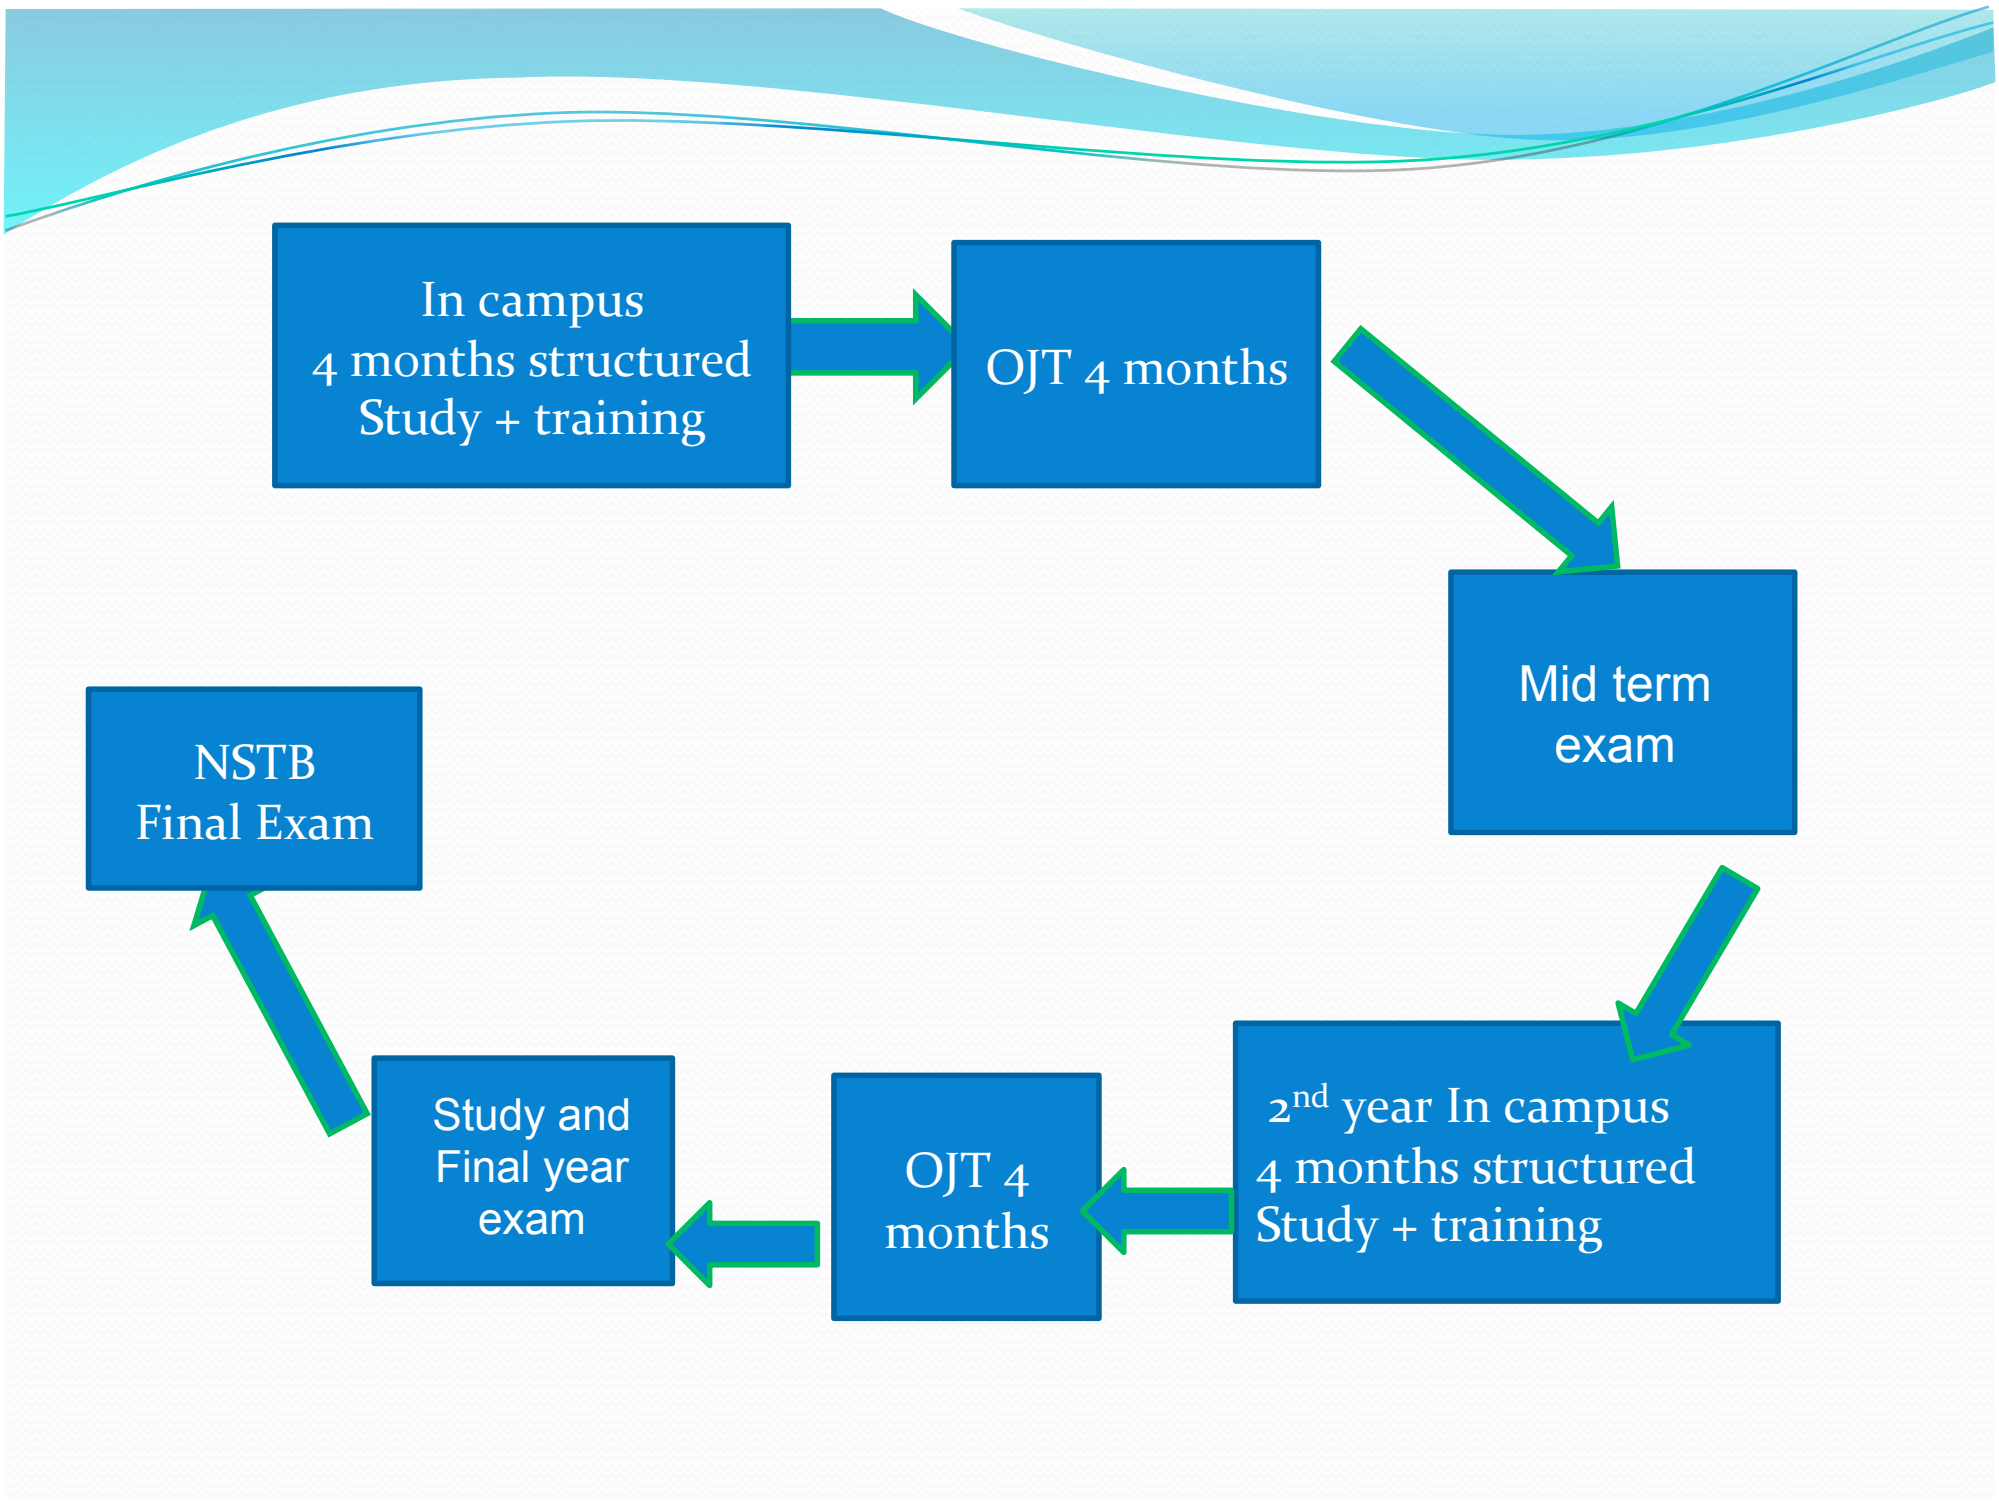 In campus
4 months structured
Study + training
OJT 4 months
Mid term
exam
2nd year In campus
4 months structured
Study + training
OJT 4
months
Study and
Final year
exam
NSTB
Final Exam